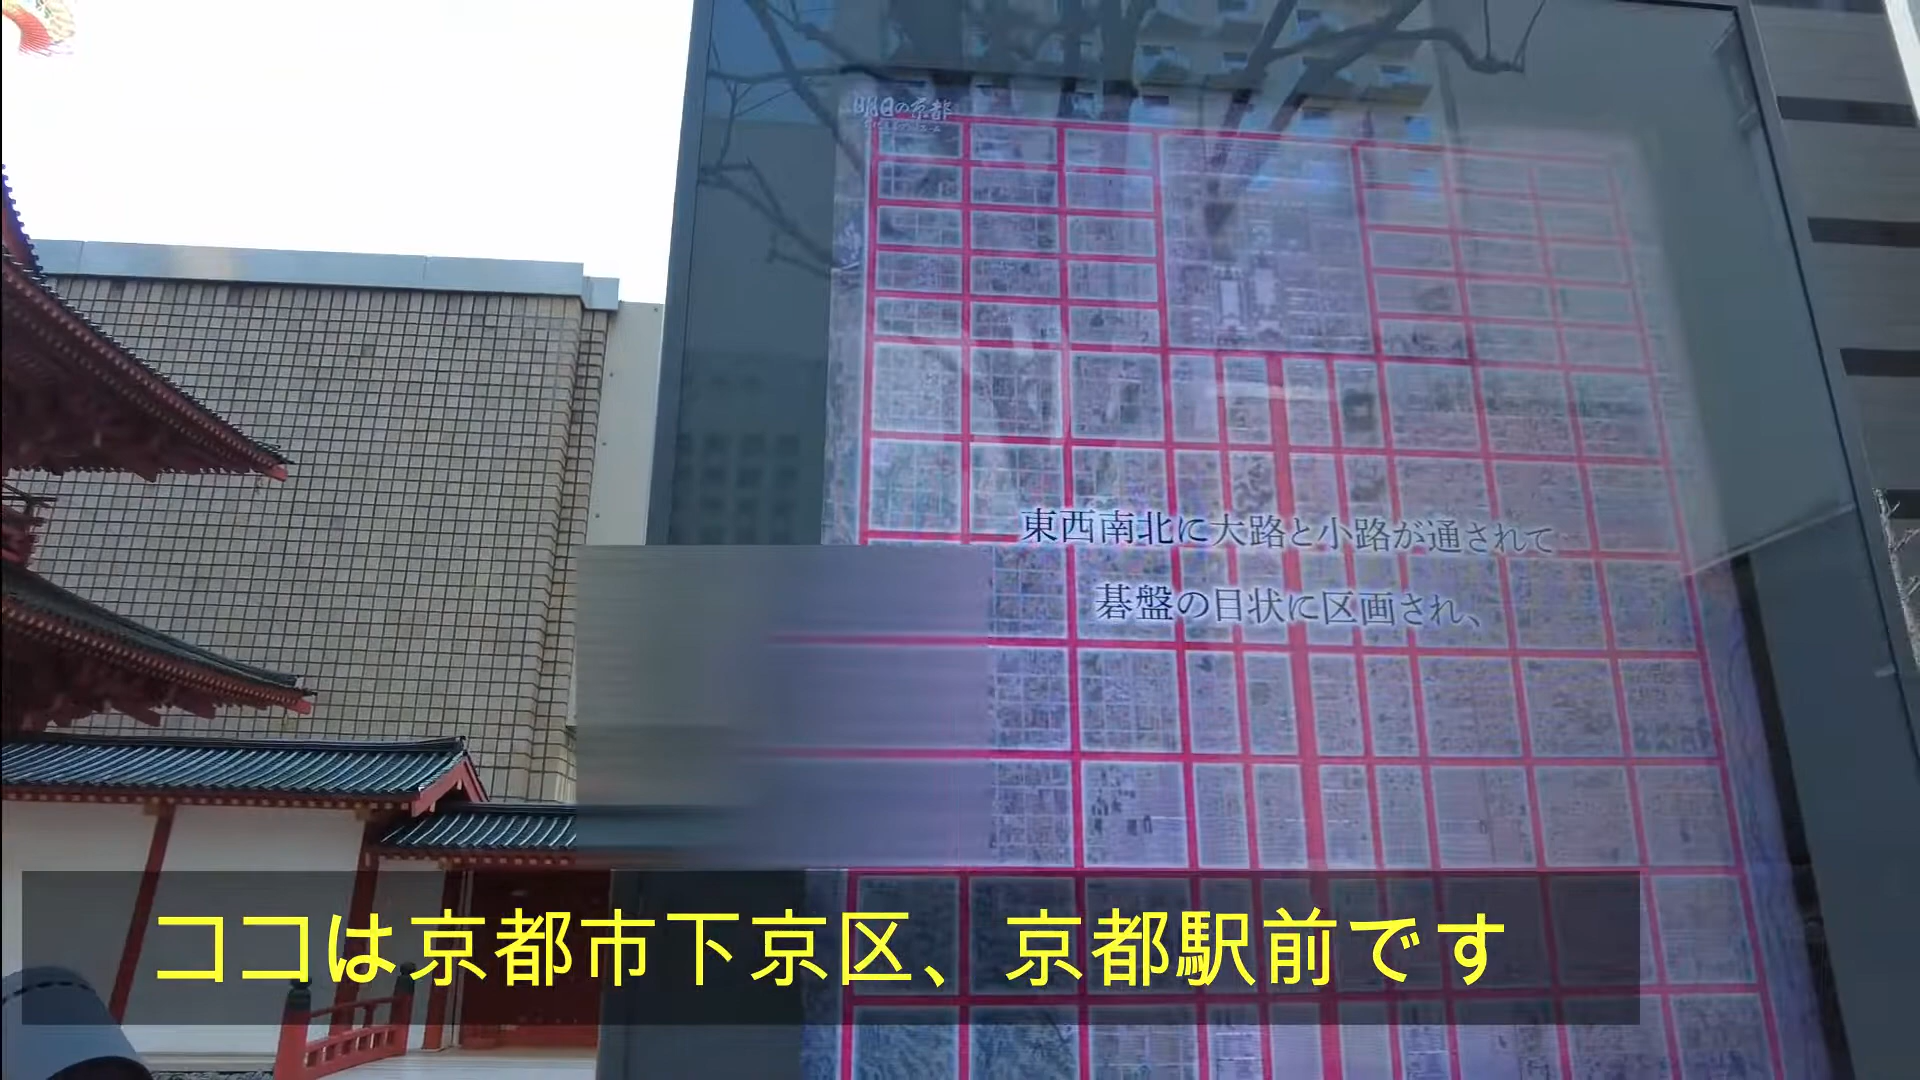 明日の京都
東西南北に大路と小路が通されて
碁盤の目状に区画され、
ココは京都市下京区、京都駅前です